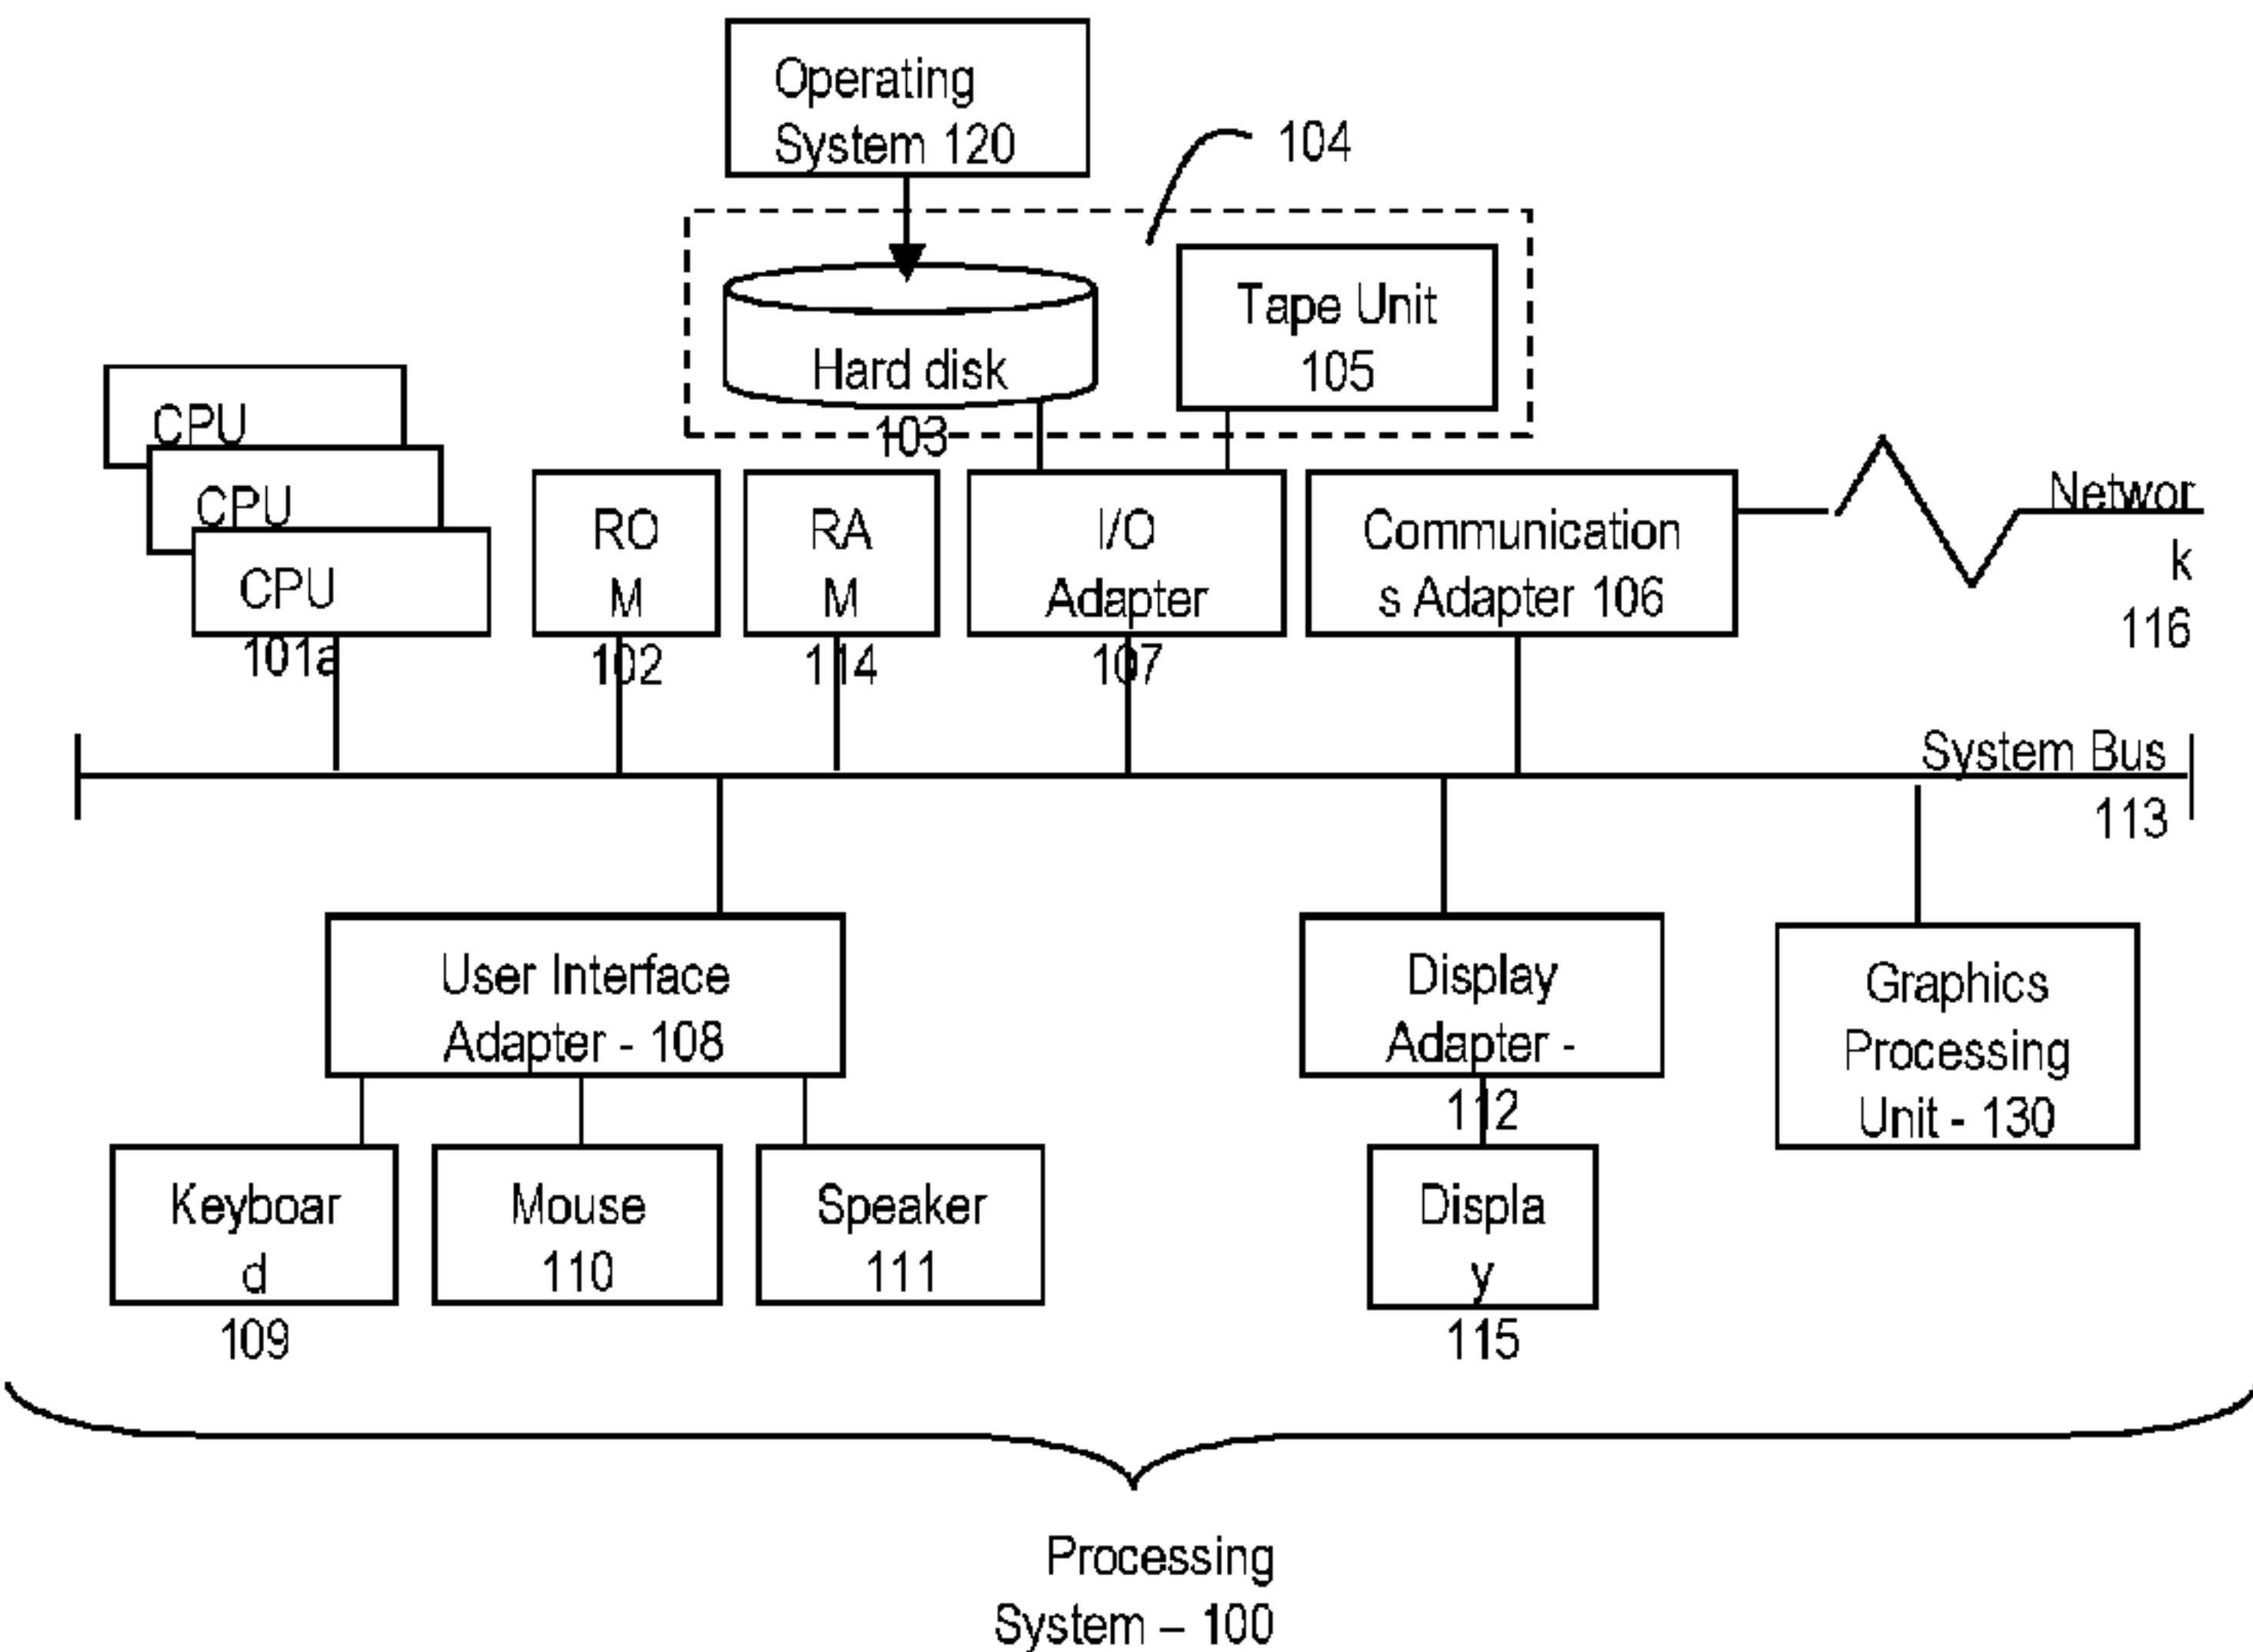 Operating
System 120
104
Tape Unit
105
Hard disk
103
CPU
CPU
CPU
101a
RO
M
102
RA
M
114
I/O
Adapter
107
Communication
s Adapter 106
Networ
k
116
System Bus
113
User Interface
Adapter - 108
Display
Adapter -
112
Graphics
Processing
Unit - 130
Keyboar
d
109
Mouse
110
Speaker
111
Displa
y
115
Processing
System – 100